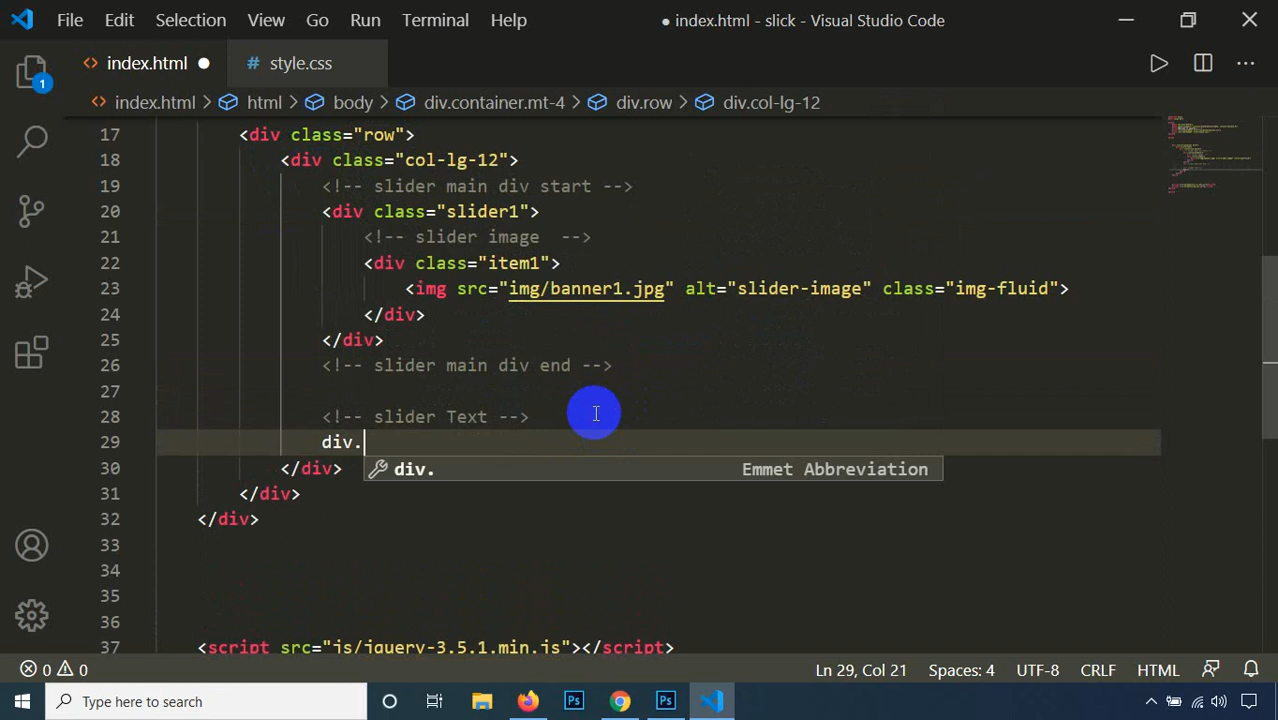 File Edit Selection View Go Run Terminal Help ● index.html - slick - Visual Studio Code
<> index.html ● # style.css
<> index.html > html > body > div.container.mt-4 > div.row > div.col-lg-12
1
17 <div class="row">
18 <div class="col-lg-12">
19 <!-- slider main div start -->
20 <div class="slider1">
21 <!-- slider image  -->
22 <div class="item1">
23 <img src="img/banner1.jpg" alt="slider-image" class="img-fluid">
24 </div>
25 </div>
26 <!-- slider main div end -->
27
28 <!-- slider Text -->
29 div.
div. Emmet Abbreviation
30 </div>
31 </div>
32 </div>
33
34
35
36
37 <script src="js/jquery-3.5.1.min.js"></script>
0 0 Ln 29, Col 21 Spaces: 4 UTF-8 CRLF HTML
Type here to search